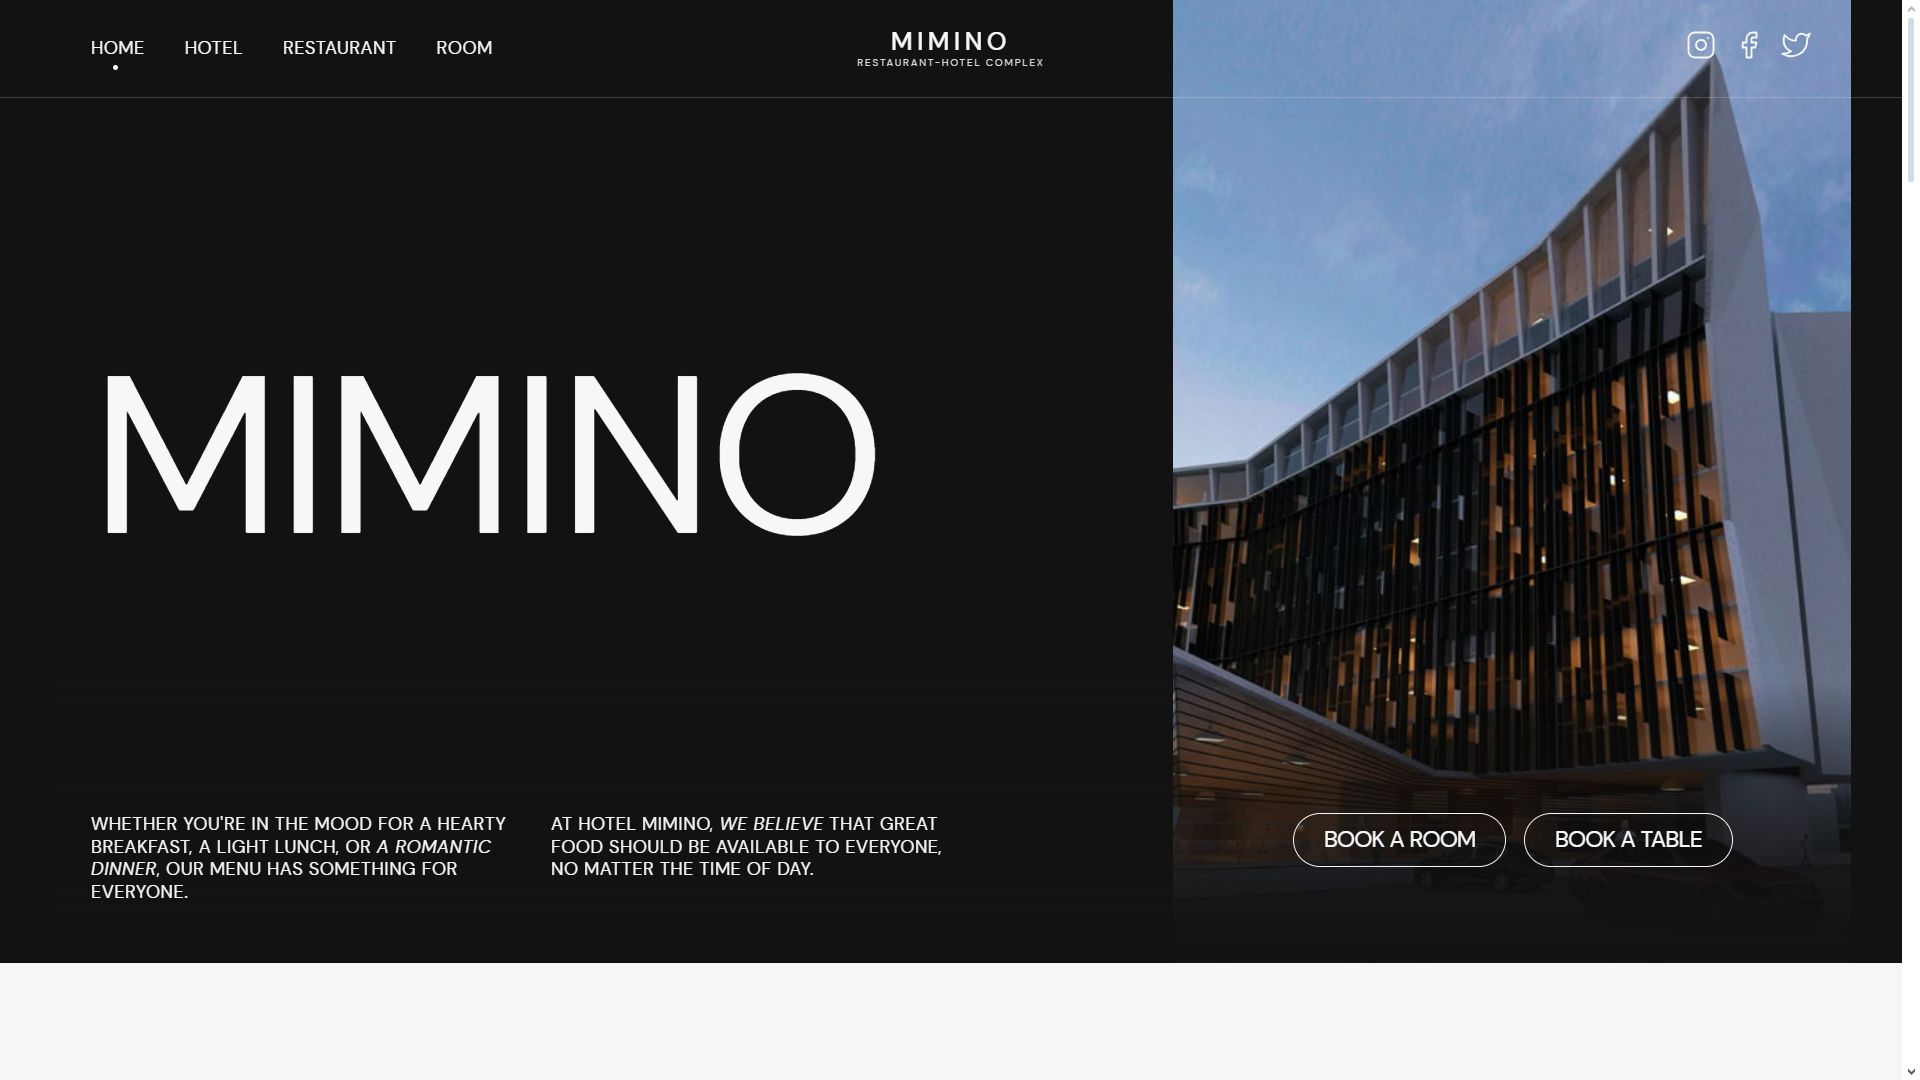 HOME HOTEL RESTAURANT ROOM
MIMINO
RESTAURANT-HOTEL COMPLEX
MIMINO
WHETHER YOU'RE IN THE MOOD FOR A HEARTY
BREAKFAST, A LIGHT LUNCH, OR A ROMANTIC
DINNER, OUR MENU HAS SOMETHING FOR
EVERYONE.
AT HOTEL MIMINO, WE BELIEVE THAT GREAT
FOOD SHOULD BE AVAILABLE TO EVERYONE,
NO MATTER THE TIME OF DAY.
BOOK A ROOM
BOOK A TABLE